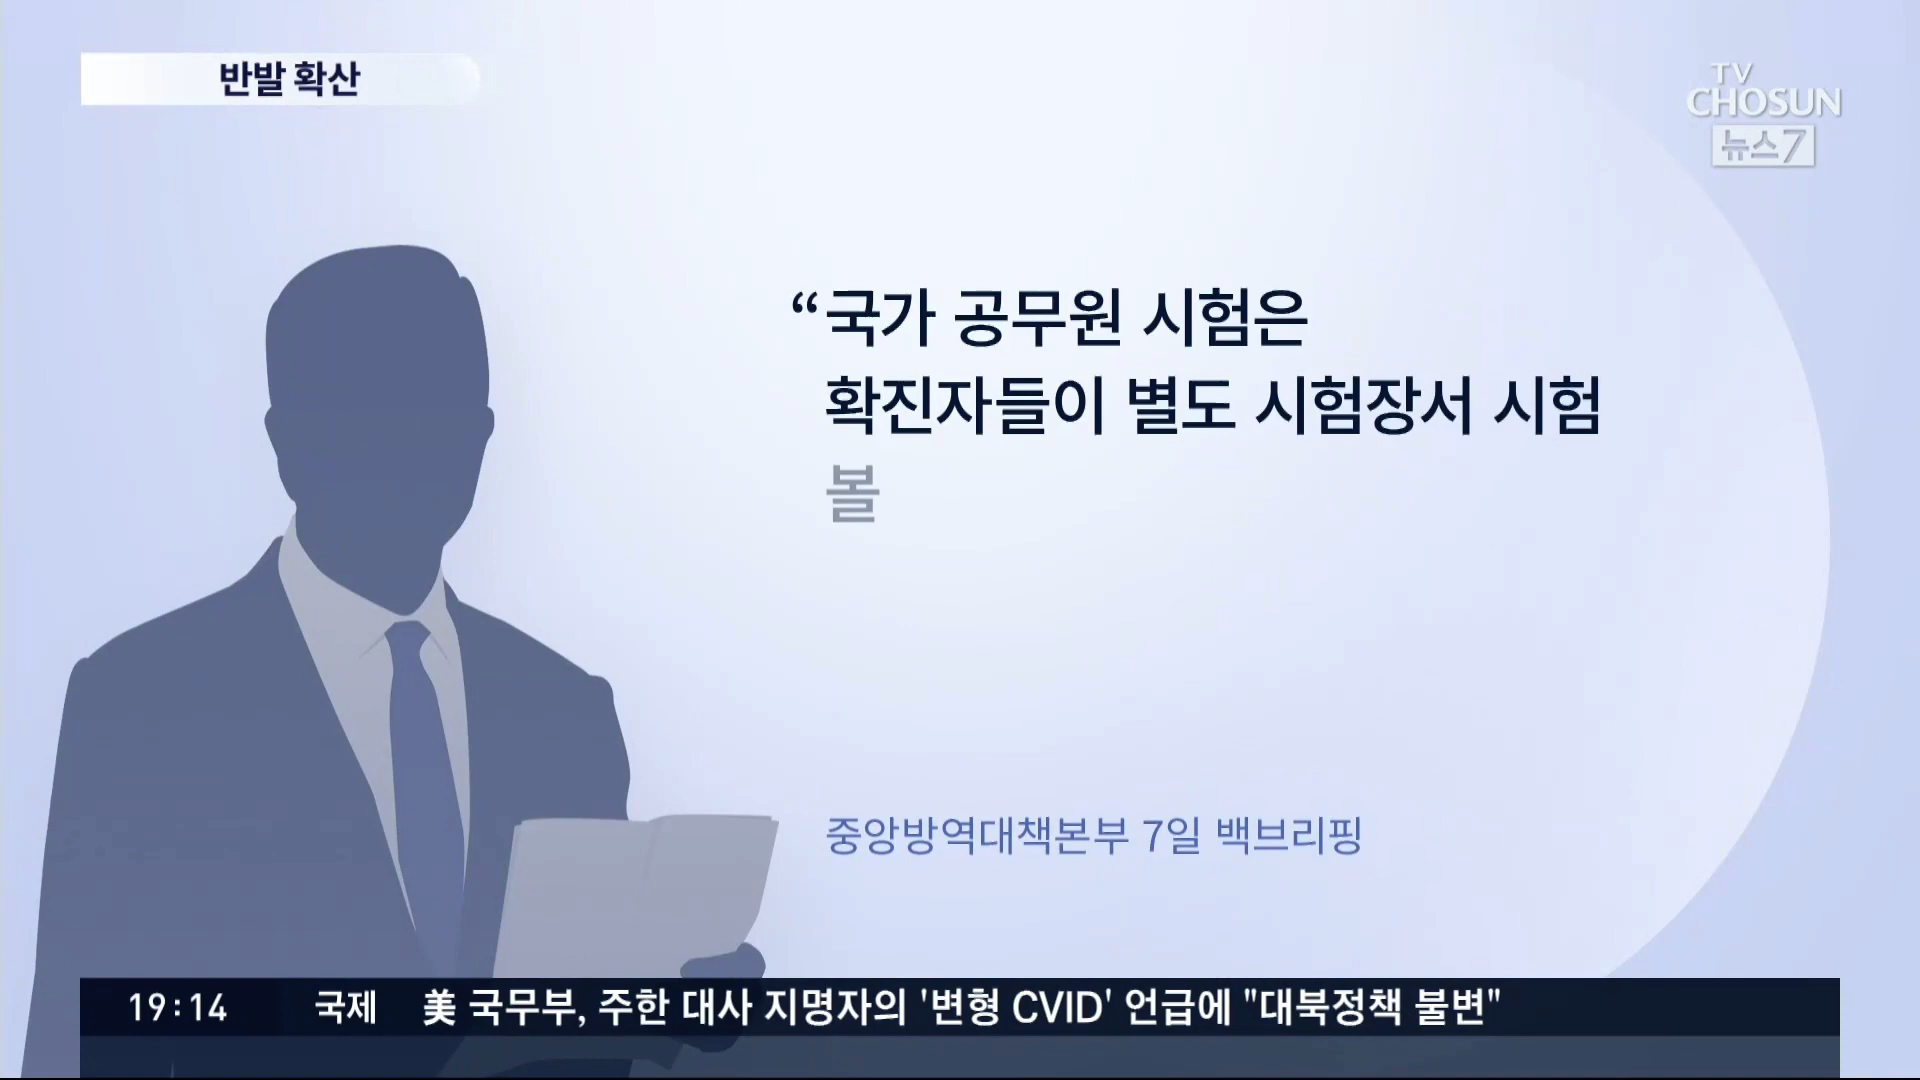 반발 확산
TV
CHOSUN
뉴스7
“국가 공무원 시험은
확진자들이 별도 시험장서 시험
볼
중앙방역대책본부 7일 백브리핑
19:14 국제 美 국무부, 주한 대사 지명자의 '변형 CVID' 언급에 "대북정책 불변"